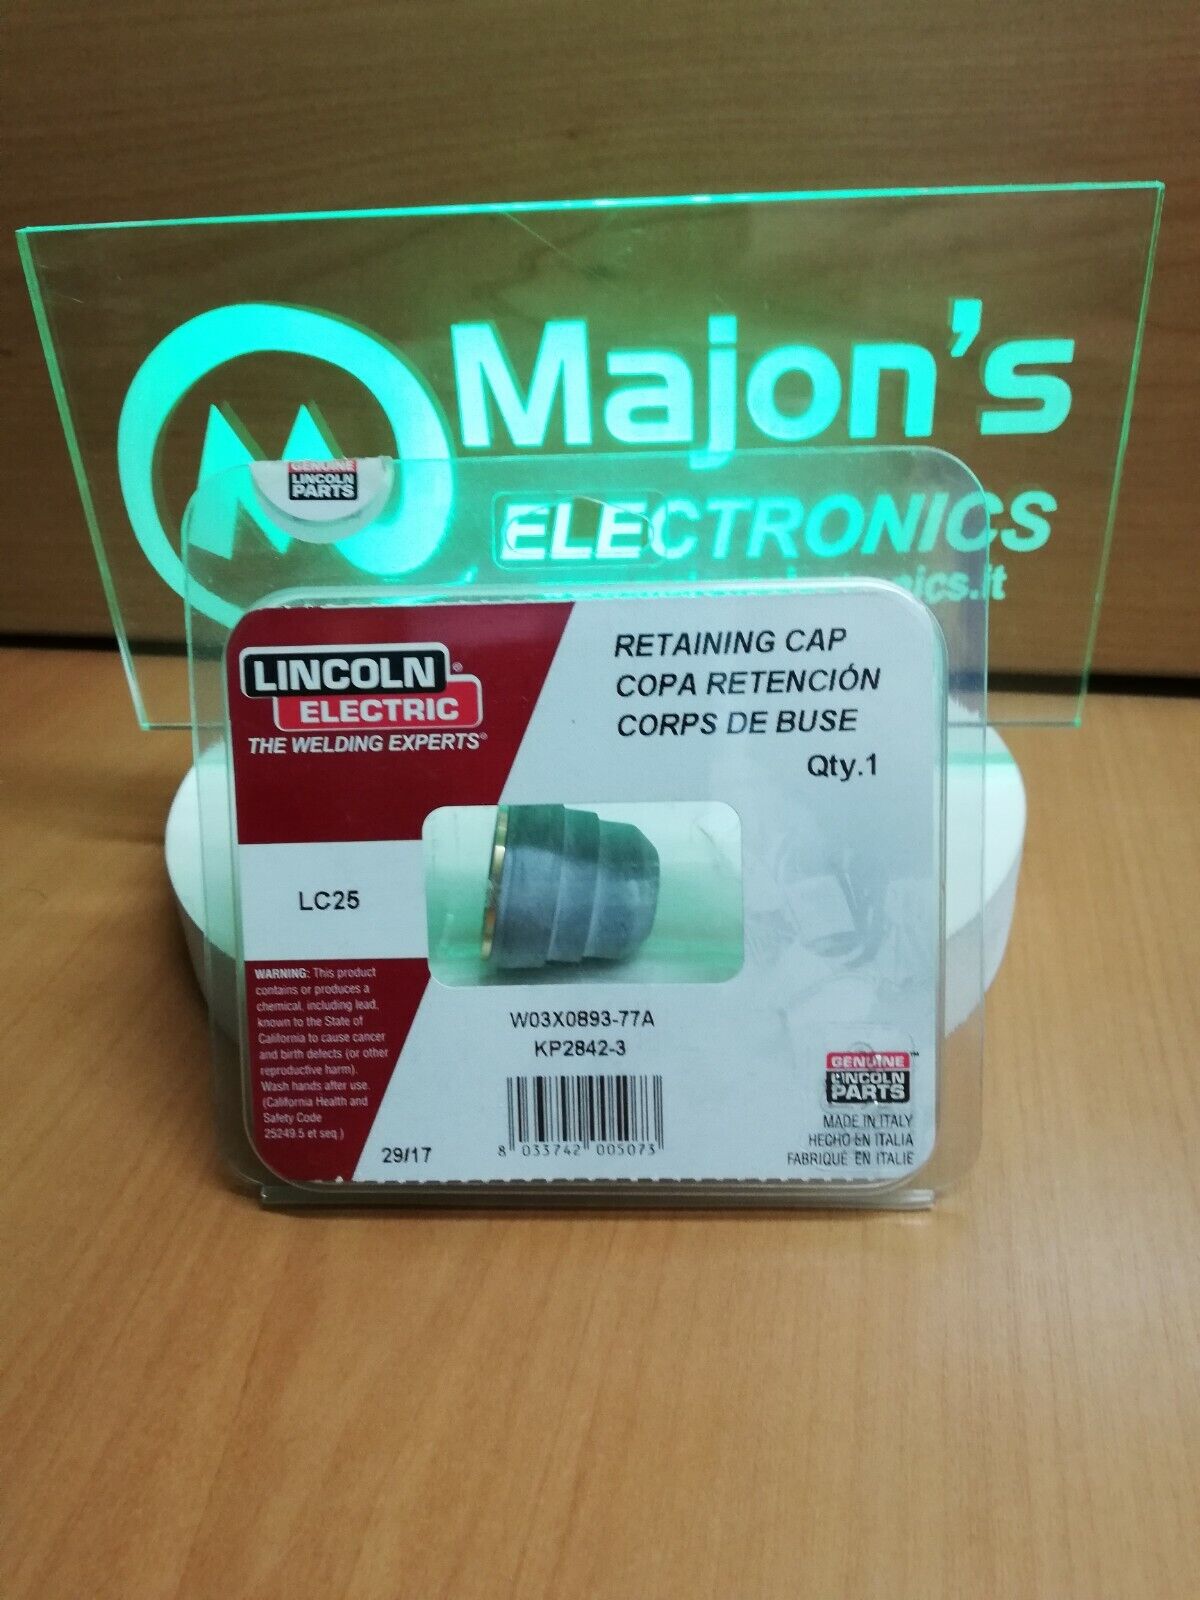 Majon's
ELECTRONICS
GENUINE
LINCOLN
PARTS
LINCOLN®
ELECTRIC
THE WELDING EXPERTS®
RETAINING CAP
COPA RETENCIÓN
CORPS DE BUSE
Qty.1
LC25
WARNING: This product
contains or produces a
chemical, including lead,
known to the State of
California to cause cancer
and birth defects (or other
reproductive harm).
Wash hands after use.
(California Health and
Safety Code
25249.5 et seq.)
29/17
W03X0893-77A
KP2842-3
8 033742 005073
GENUINE
LINCOLN
PARTS
MADE IN ITALY
HECHO EN ITALIA
FABRIQUÉ EN ITALIE